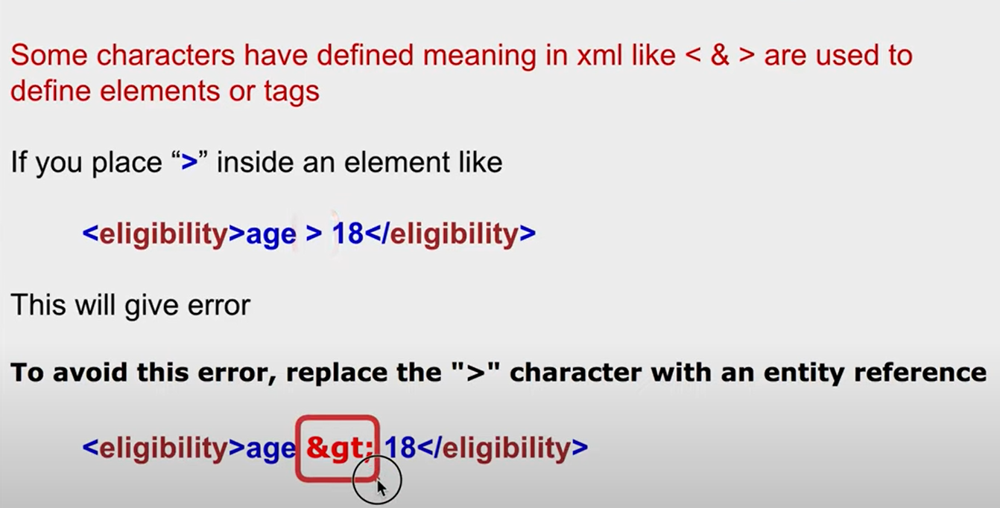 Some characters have defined meaning in xml like < & > are used to
define elements or tags
If you place “>” inside an element like
<eligibility>age > 18</eligibility>
This will give error
To avoid this error, replace the ">" character with an entity reference
<eligibility>age &gt; 18</eligibility>